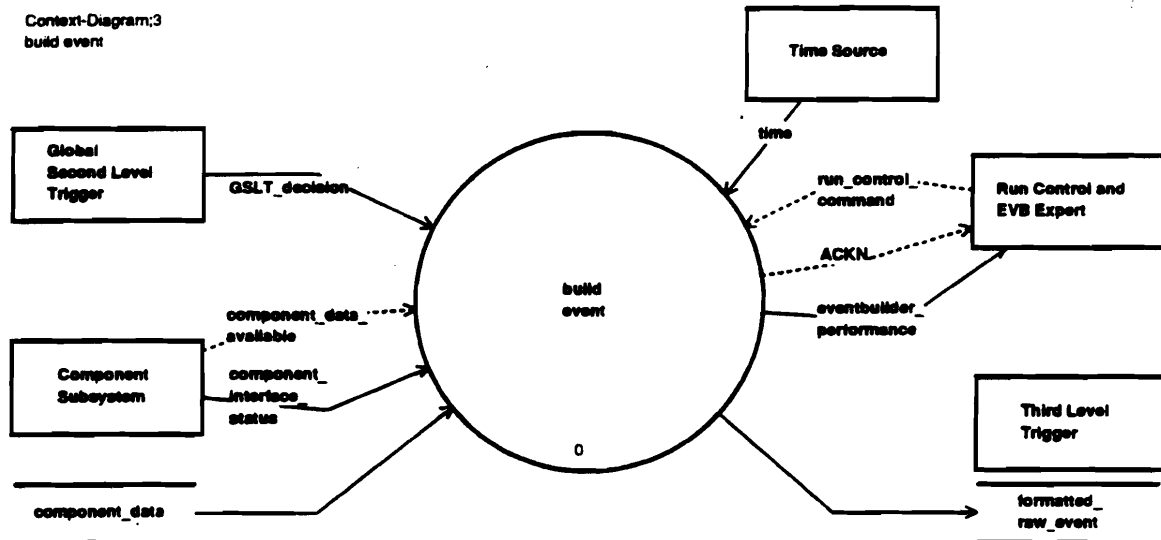 Context-Diagram;3
build event
Time Source
time
Global
Second Level
Trigger
GSLT_decision
run_control_
command
Run Control and
EVB Expert
ACKN
build
event
eventbuilder_
performance
component_data_
available
Component
Subsystem
component_
interface_
status
Third Level
Trigger
0
component_data
formatted_
raw_event